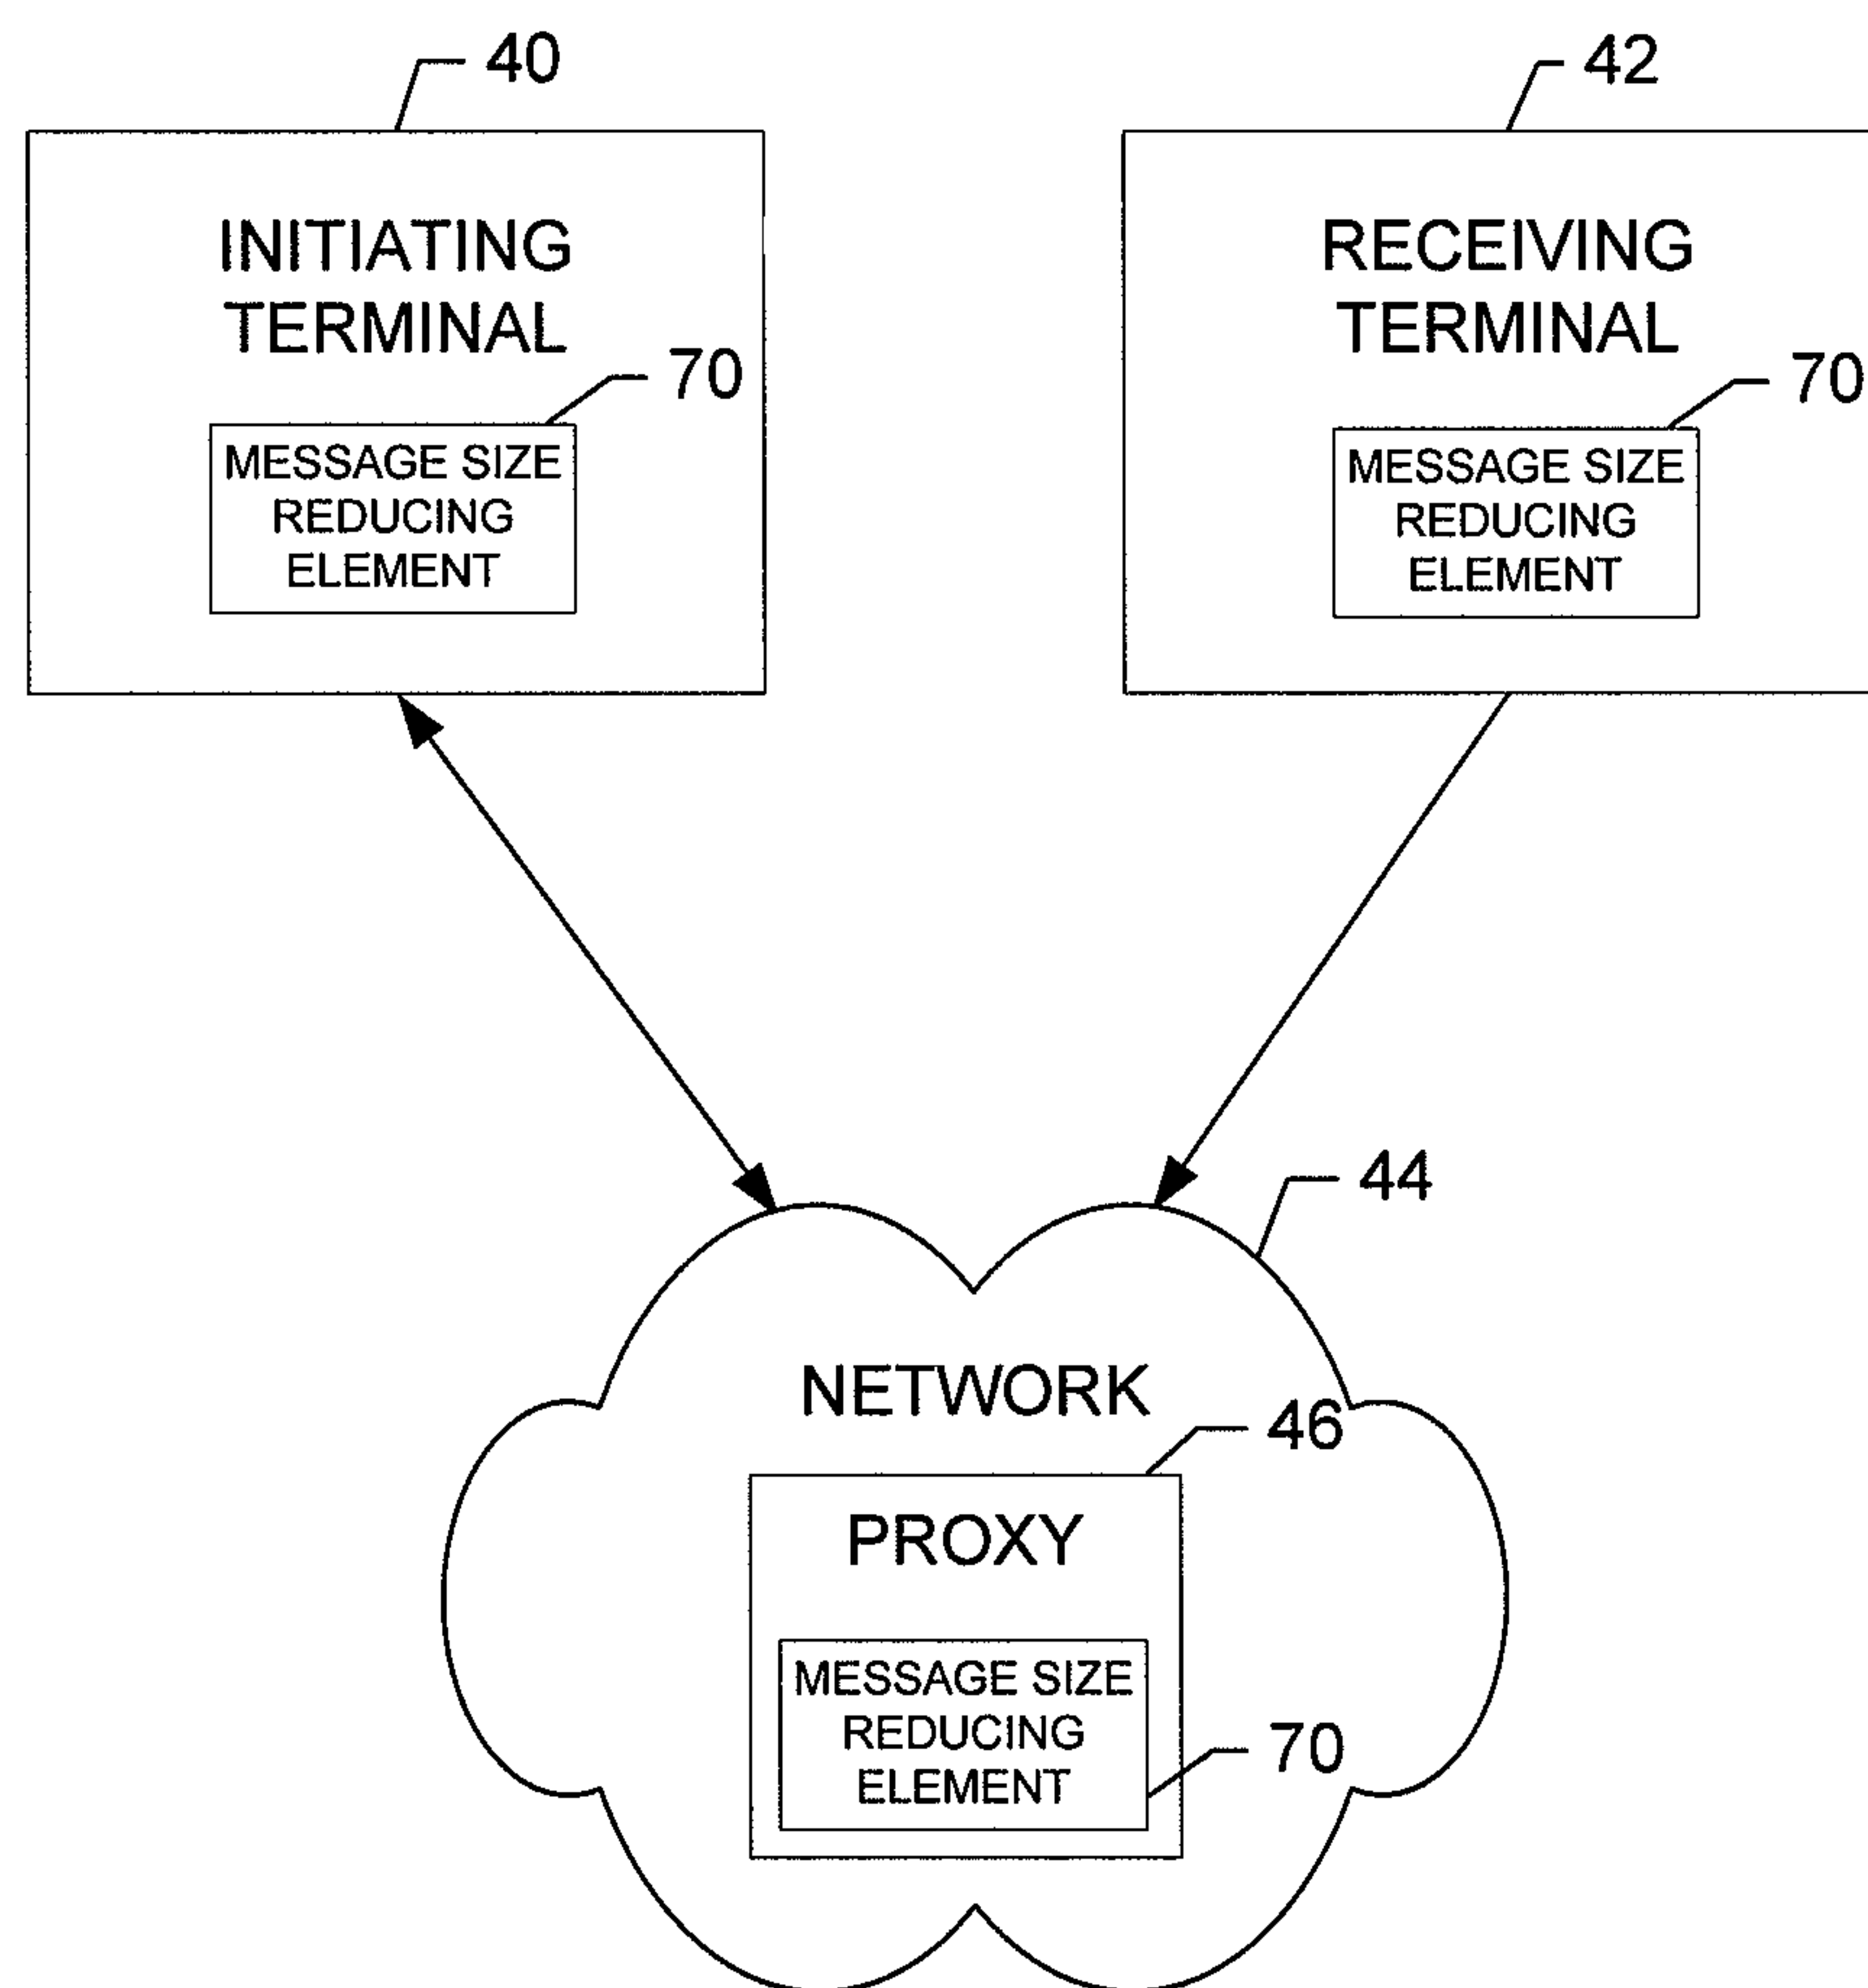 40
INITIATING
TERMINAL
70
MESSAGE SIZE
REDUCING
ELEMENT
42
RECEIVING
TERMINAL
70
MESSAGE SIZE
REDUCING
ELEMENT
44
NETWORK
46
PROXY
MESSAGE SIZE
REDUCING
ELEMENT
70